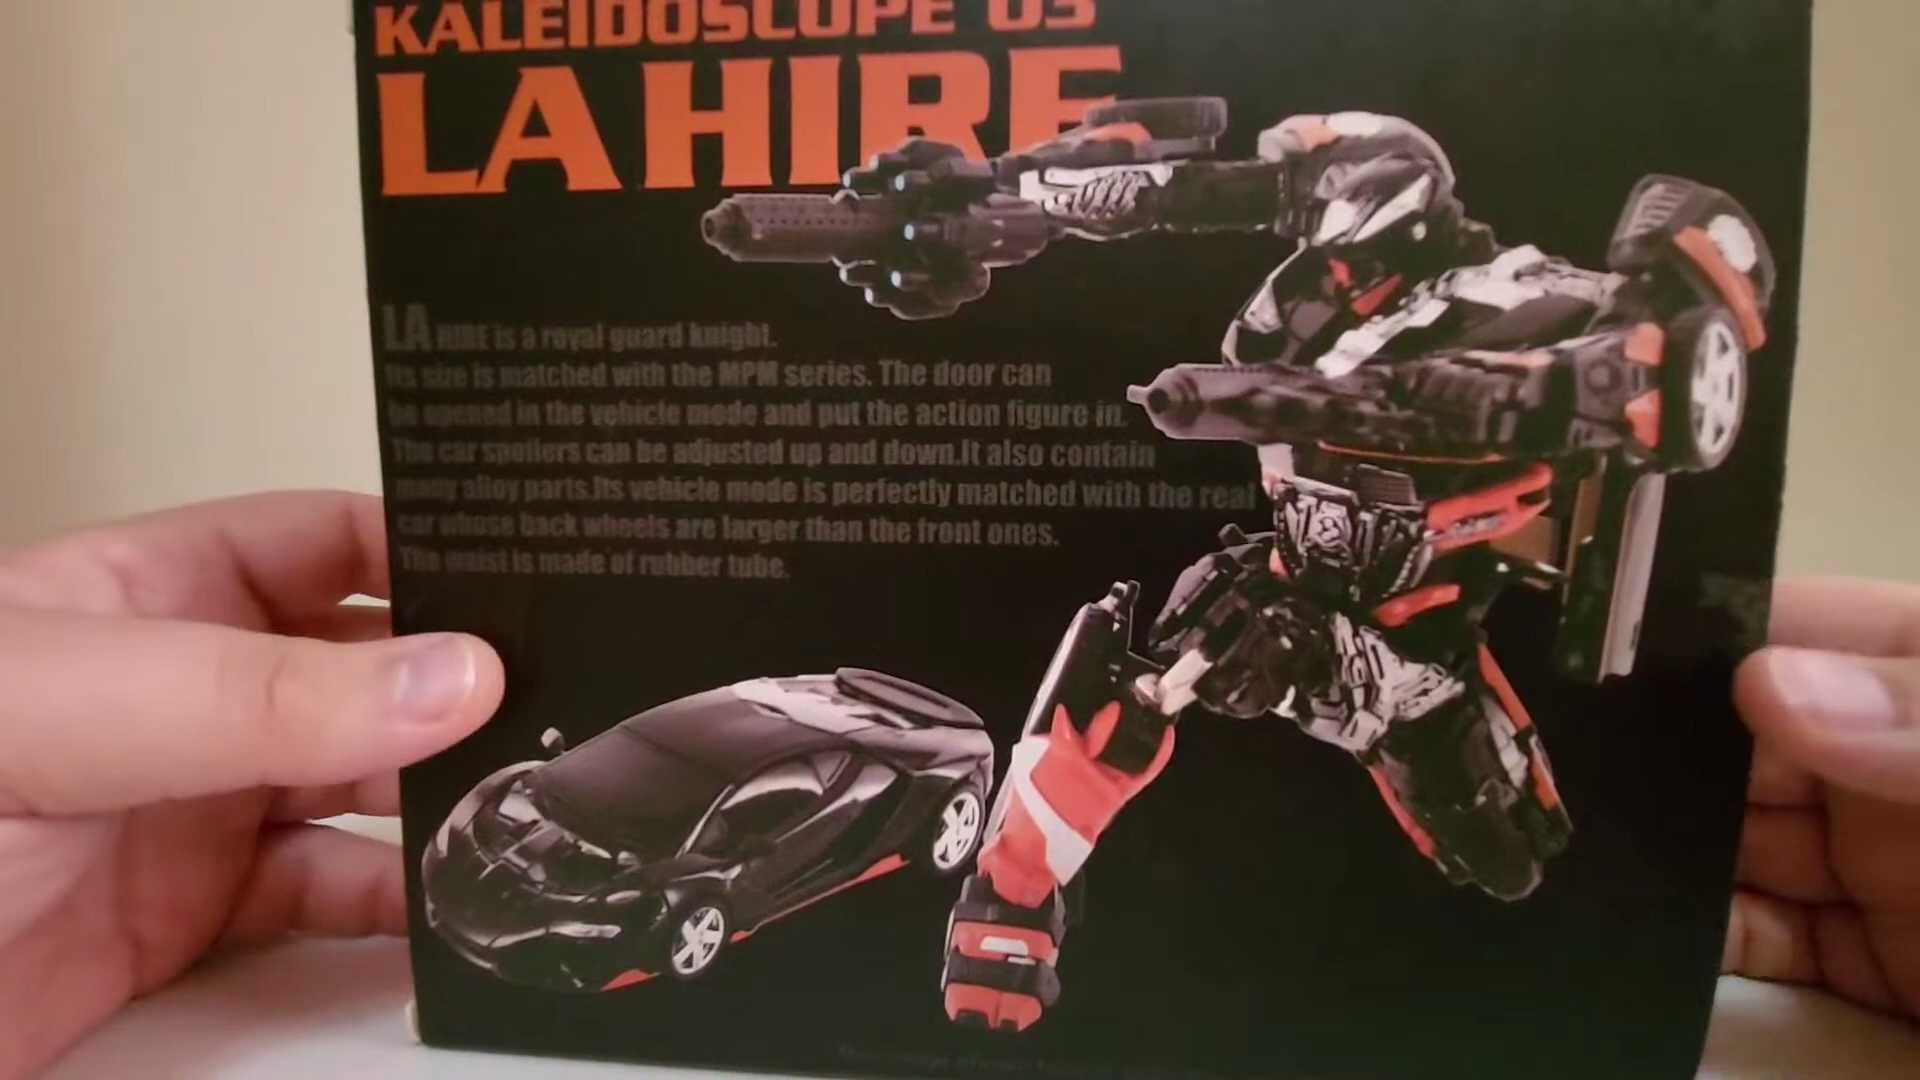 KALEIDOSCOPE 03
LA HIRE
LA HIRE is a royal guard knight.
Its size is matched with the MPM series. The door can
be opened in the vehicle mode and put the action figure in.
The car spoilers can be adjusted up and down.It also contain
many alloy parts.Its vehicle mode is perfectly matched with the real
car whose back wheels are larger than the front ones.
The waist is made of rubber tube.